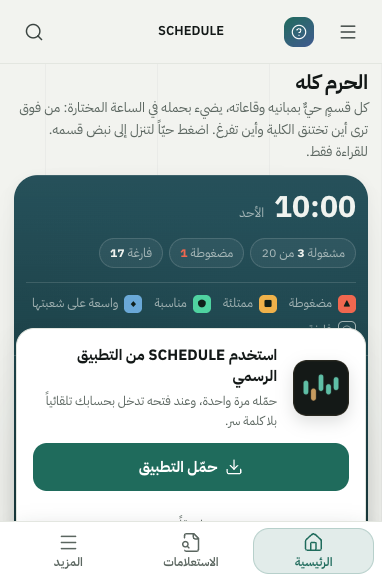 SCHEDULE
الحرم كله
كل قسمٍ حيٌّ بمبانيه وقاعاته، يضيء بحمله في الساعة المختارة: من فوق
ترى أين تختنق الكلية وأين تفرغ. اضغط حيّاً لتنزل إلى نبض قسمه.
للقراءة فقط.
10:00 الأحد
مشغولة 3 من 20
مضغوطة 1
فارغة 17
مضغوطة
ممتلئة
مناسبة
واسعة على شعبتها
استخدم SCHEDULE من التطبيق
الرسمي
حمّله مرة واحدة، وعند فتحه تدخل بحسابك تلقائياً
بلا كلمة سر.
حمّل التطبيق
الرئيسية
الاستعلامات
المزيد